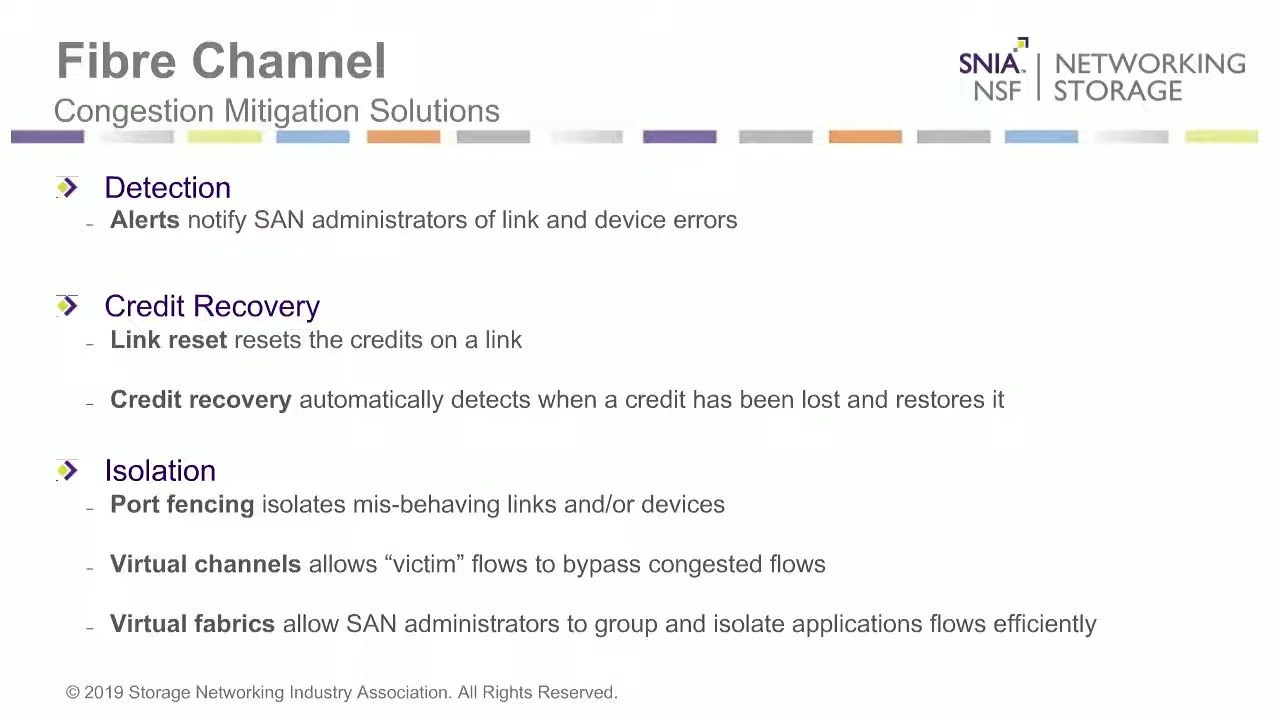 Fibre Channel
Congestion Mitigation Solutions
SNIA™ NSF | NETWORKING STORAGE
Detection
- Alerts notify SAN administrators of link and device errors
Credit Recovery
- Link reset resets the credits on a link
- Credit recovery automatically detects when a credit has been lost and restores it
Isolation
- Port fencing isolates mis-behaving links and/or devices
- Virtual channels allows “victim” flows to bypass congested flows
- Virtual fabrics allow SAN administrators to group and isolate applications flows efficiently
© 2019 Storage Networking Industry Association. All Rights Reserved.